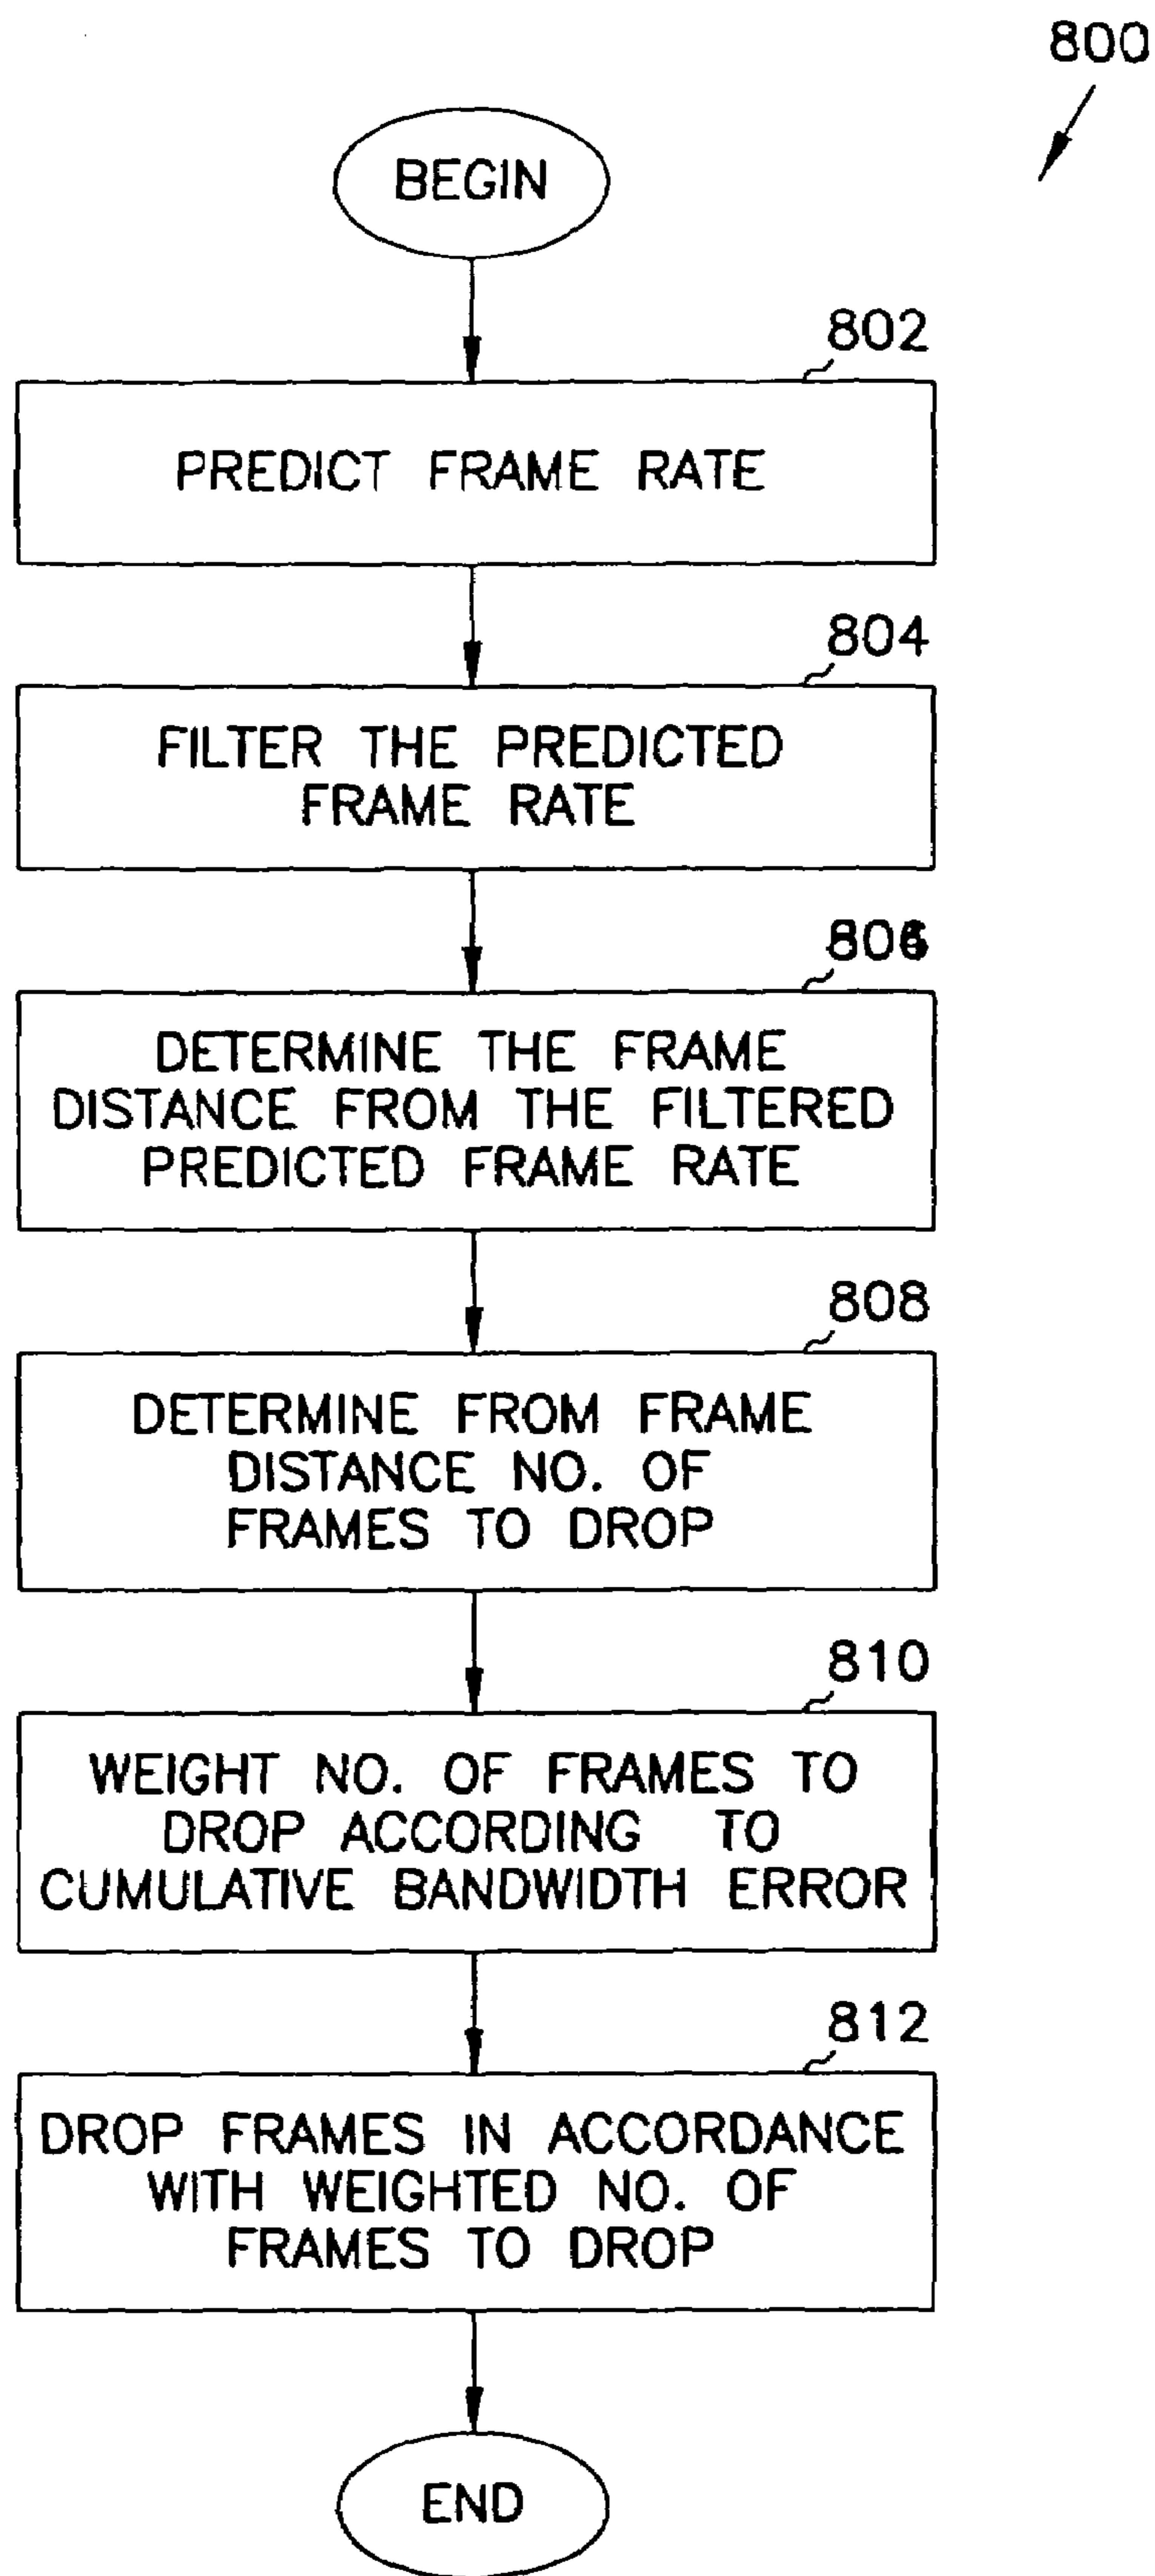 800
BEGIN
802
PREDICT FRAME RATE
804
FILTER THE PREDICTED
FRAME RATE
806
DETERMINE THE FRAME
DISTANCE FROM THE FILTERED
PREDICTED FRAME RATE
808
DETERMINE FROM FRAME
DISTANCE NO. OF
FRAMES TO DROP
810
WEIGHT NO. OF FRAMES TO
DROP ACCORDING TO
CUMULATIVE BANDWIDTH ERROR
812
DROP FRAMES IN ACCORDANCE
WITH WEIGHTED NO. OF
FRAMES TO DROP
END